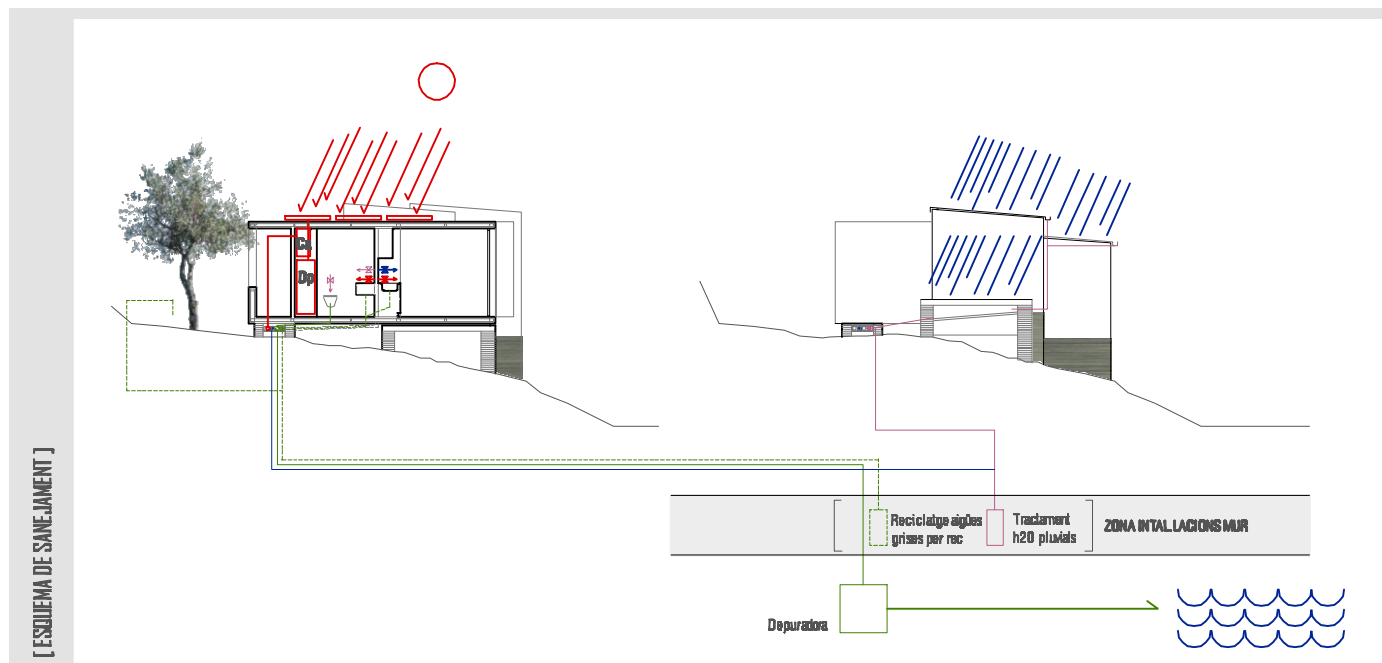 [ ESQUEMA DE SANEJAMENT ]
Ca
Dp
Reciclatge aigües
grises per rec
Tractament
h20 pluvials
ZONA INTAL.LACIONS MUR
Depuradora